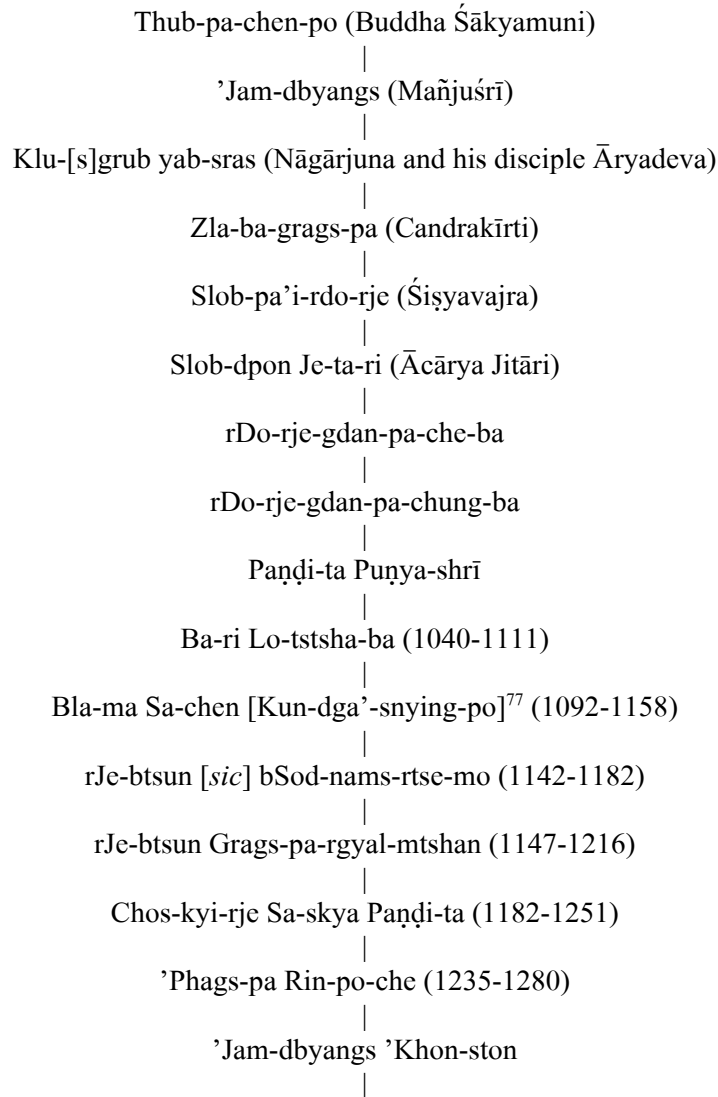 Thub-pa-chen-po (Buddha Śākyamuni)
|
’Jam-dbyangs (Mañjuśrī)
|
Klu-[s]grub yab-sras (Nāgārjuna and his disciple Āryadeva)
|
Zla-ba-grags-pa (Candrakīrti)
|
Slob-pa’i-rdo-rje (Śiṣyavajra)
|
Slob-dpon Je-ta-ri (Ācārya Jitāri)
|
rDo-rje-gdan-pa-che-ba
|
rDo-rje-gdan-pa-chung-ba
|
Paṇḍi-ta Puṇya-shrī
|
Ba-ri Lo-tstsha-ba (1040-1111)
|
Bla-ma Sa-chen [Kun-dga’-snying-po]⁷⁷ (1092-1158)
|
rJe-btsun [sic] bSod-nams-rtse-mo (1142-1182)
|
rJe-btsun Grags-pa-rgyal-mtshan (1147-1216)
|
Chos-kyi-rje Sa-skya Paṇḍi-ta (1182-1251)
|
’Phags-pa Rin-po-che (1235-1280)
|
’Jam-dbyangs ’Khon-ston
|